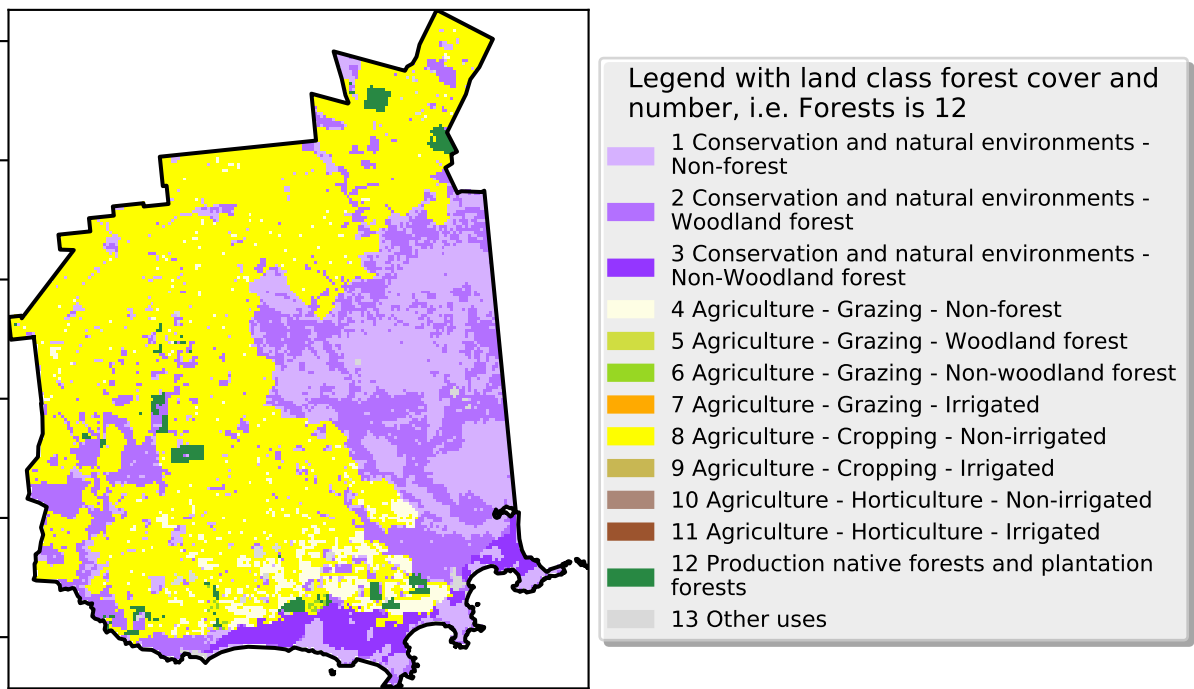 Legend with land class forest cover and
number, i.e. Forests is 12
1 Conservation and natural environments -
Non-forest
2 Conservation and natural environments -
Woodland forest
3 Conservation and natural environments -
Non-Woodland forest
4 Agriculture - Grazing - Non-forest
5 Agriculture - Grazing - Woodland forest
6 Agriculture - Grazing - Non-woodland forest
7 Agriculture - Grazing - Irrigated
8 Agriculture - Cropping - Non-irrigated
9 Agriculture - Cropping - Irrigated
10 Agriculture - Horticulture - Non-irrigated
11 Agriculture - Horticulture - Irrigated
12 Production native forests and plantation
forests
13 Other uses